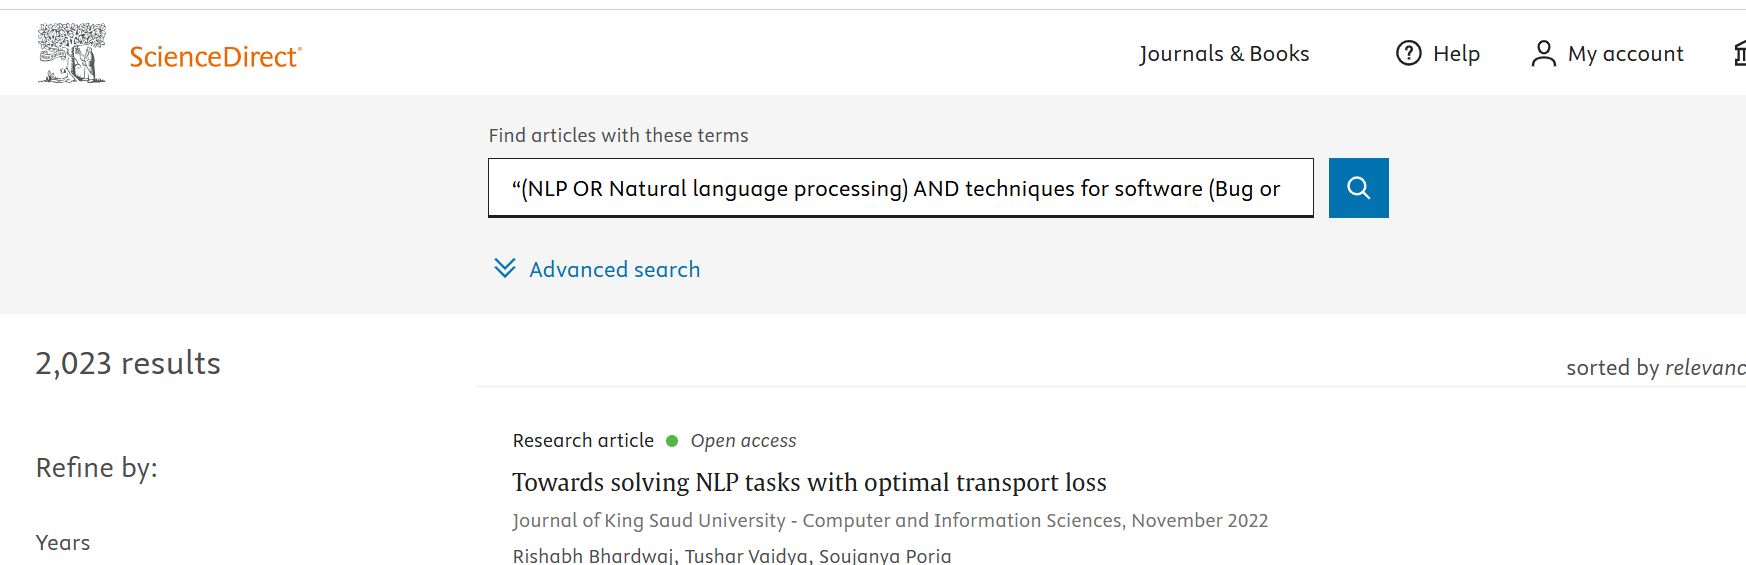 ScienceDirect®
Journals & Books
Help
My account
Find articles with these terms
“(NLP OR Natural language processing) AND techniques for software (Bug or
Advanced search
2,023 results
sorted by relevanc
Research article Open access
Refine by:
Towards solving NLP tasks with optimal transport loss
Journal of King Saud University - Computer and Information Sciences, November 2022
Years
Rishabh Bhardwaj, Tushar Vaidya, Soujanya Poria